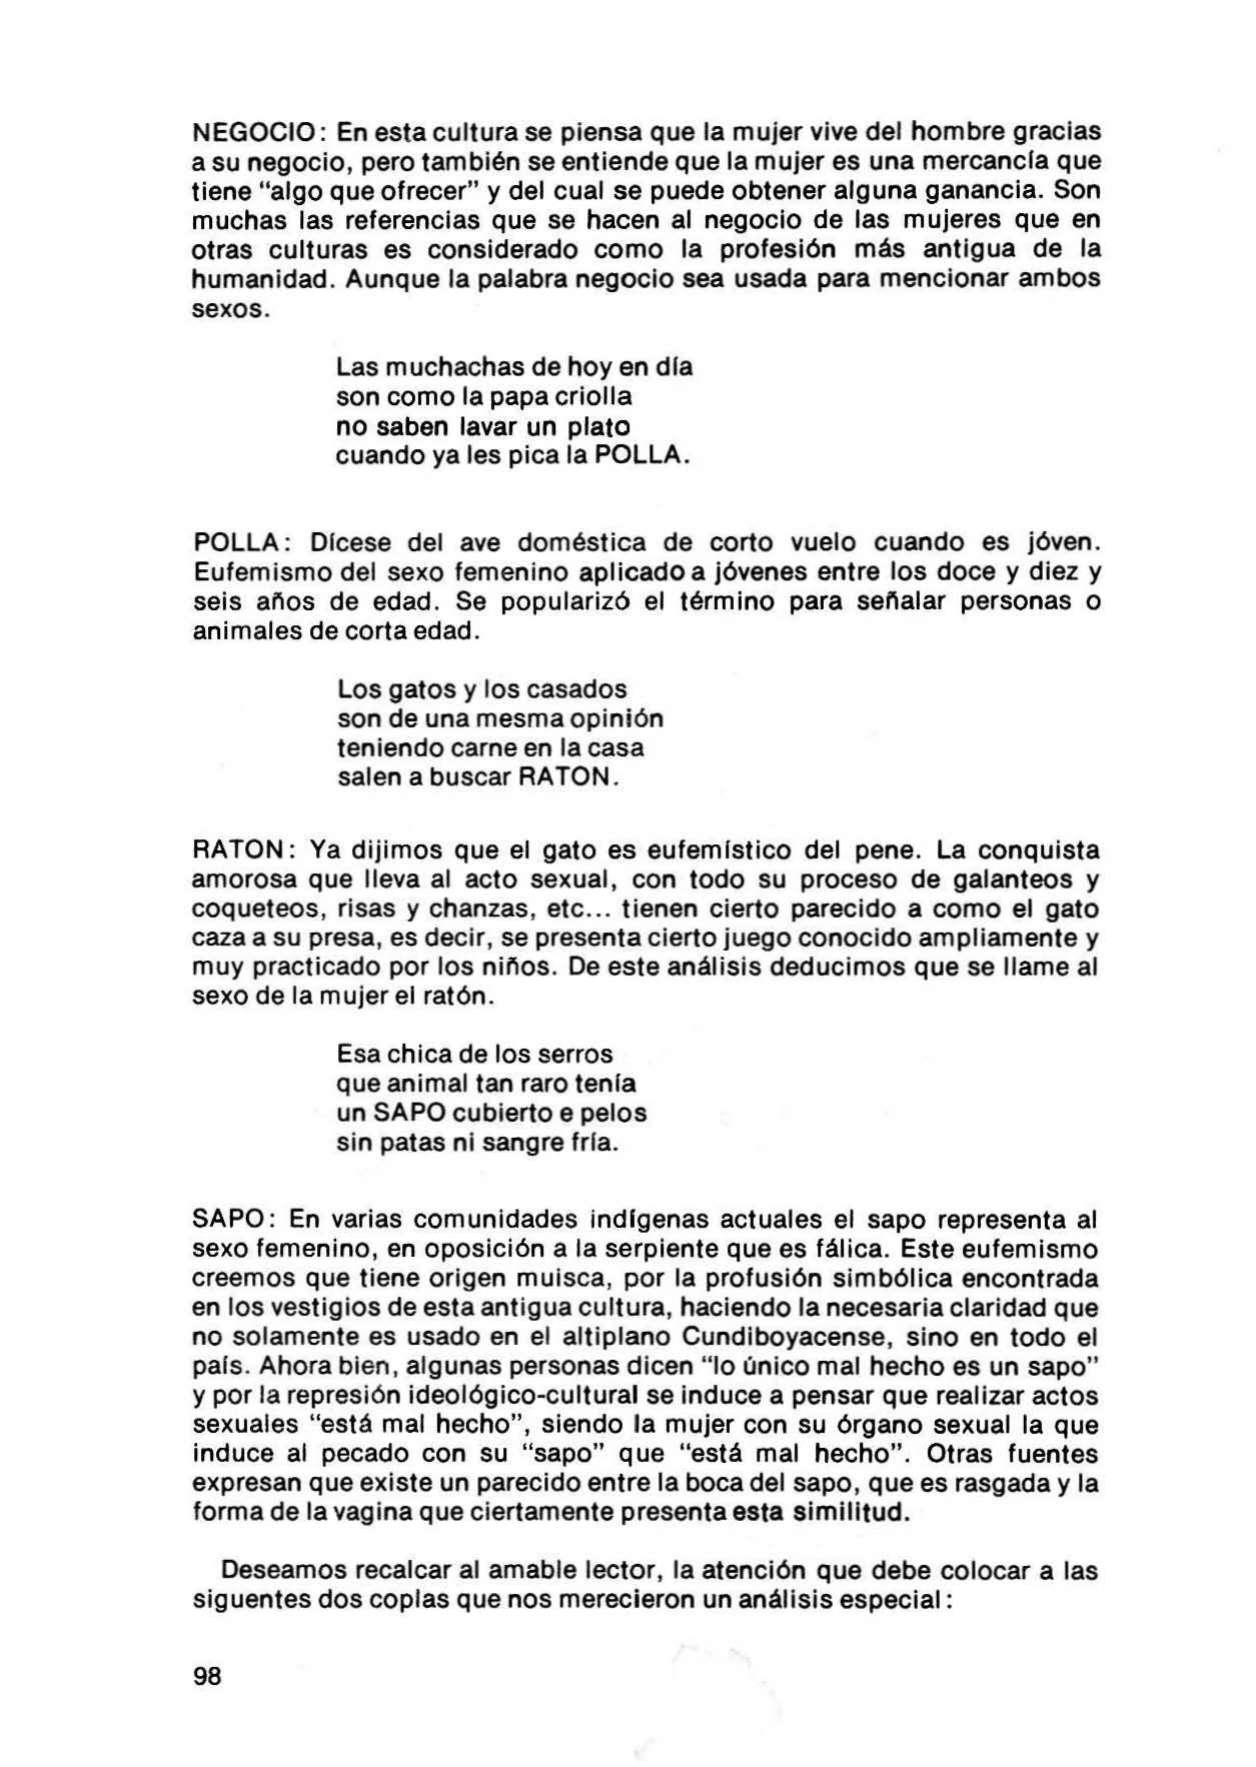 NEGOCIO: En esta cultura se piensa que la mujer vive del hombre gracias
a su negocio, pero también se entiende que la mujer es una mercancía que
tiene "algo que ofrecer" y del cual se puede obtener alguna ganancia. Son
muchas las referencias que se hacen al negocio de las mujeres que en
otras culturas es considerado como la profesión más antigua de la
humanidad. Aunque la palabra negocio sea usada para mencionar ambos
sexos.
Las muchachas de hoy en día
son como la papa criolla
no saben lavar un plato
cuando ya les pica la POLLA.
POLLA: Dícese del ave doméstica de corto vuelo cuando es jóven.
Eufemismo del sexo femenino aplicado a jóvenes entre los doce y diez y
seis años de edad. Se popularizó el término para señalar personas o
animales de corta edad.
Los gatos y los casados
son de una mesma opinión
teniendo carne en la casa
salen a buscar RATON.
RATON: Ya dijimos que el gato es eufemístico del pene. La conquista
amorosa que lleva al acto sexual, con todo su proceso de galanteos y
coqueteos, risas y chanzas, etc... tienen cierto parecido a como el gato
caza a su presa, es decir, se presenta cierto juego conocido ampliamente y
muy practicado por los niños. De este análisis deducimos que se llame al
sexo de la mujer el ratón.
Esa chica de los serros
que animal tan raro tenía
un SAPO cubierto e pelos
sin patas ni sangre fría.
SAPO: En varias comunidades indígenas actuales el sapo representa al
sexo femenino, en oposición a la serpiente que es fálica. Este eufemismo
creemos que tiene origen muisca, por la profusión simbólica encontrada
en los vestigios de esta antigua cultura, haciendo la necesaria claridad que
no solamente es usado en el altiplano Cundiboyacense, sino en todo el
país. Ahora bien, algunas personas dicen "lo único mal hecho es un sapo"
y por la represión ideológico-cultural se induce a pensar que realizar actos
sexuales "está mal hecho", siendo la mujer con su órgano sexual la que
induce al pecado con su "sapo" que "está mal hecho". Otras fuentes
expresan que existe un parecido entre la boca del sapo, que es rasgada y la
forma de la vagina que ciertamente presenta esta similitud.
Deseamos recalcar al amable lector, la atención que debe colocar a las
siguentes dos coplas que nos merecieron un análisis especial:
98